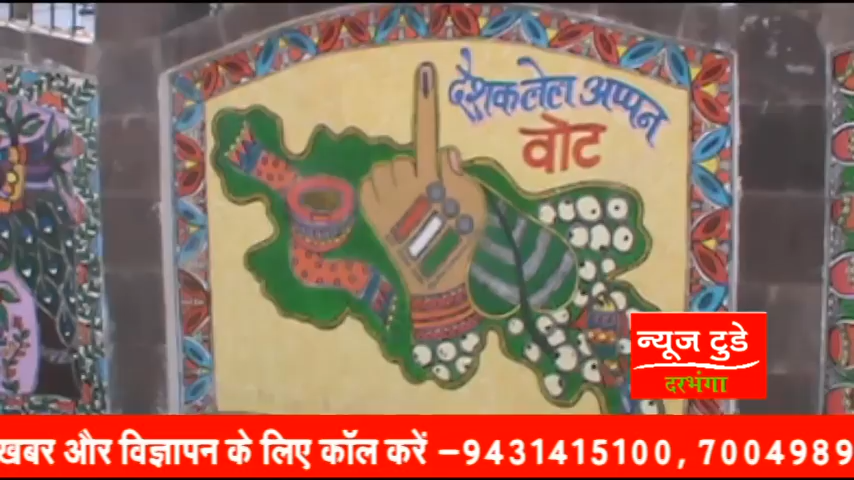 देशकलेल अप्पन
वोट
न्यूज टुडे
दरभंगा
खबर और विज्ञापन के लिए कॉल करें –9431415100, 7004989